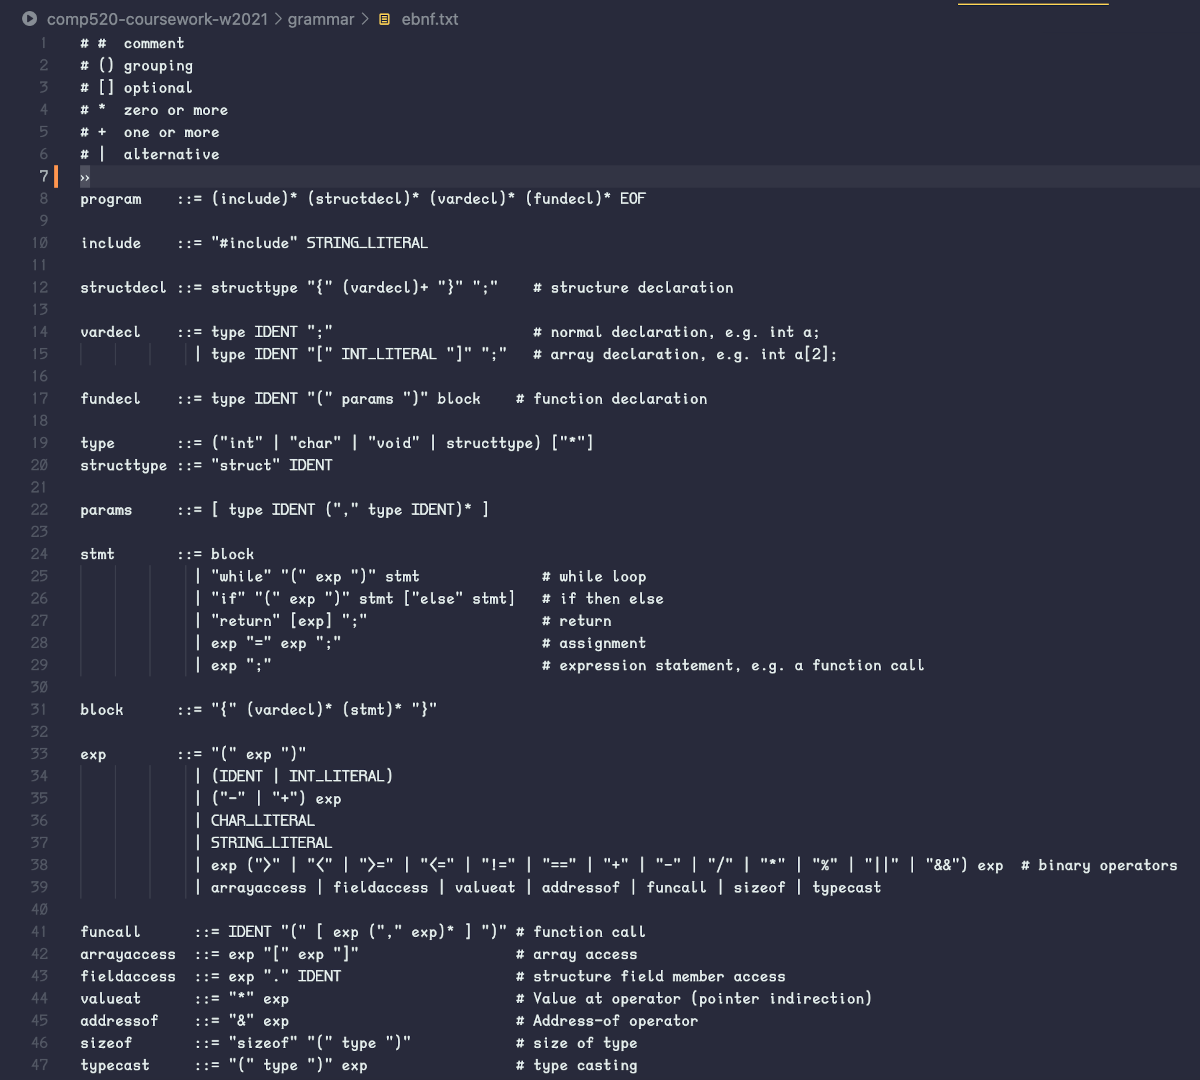 comp520-coursework-w2021 > grammar > ebnf.txt
1 # # comment
2 # () grouping
3 # [] optional
4 # * zero or more
5 # + one or more
6 # | alternative
7 »
8 program ::= (include)* (structdecl)* (vardecl)* (fundecl)* EOF
9
10 include ::= "#include" STRING_LITERAL
11
12 structdecl ::= structtype "{" (vardecl)+ "}" ";" # structure declaration
13
14 vardecl ::= type IDENT ";" # normal declaration, e.g. int a;
15 | type IDENT "[" INT_LITERAL "]" ";" # array declaration, e.g. int a[2];
16
17 fundecl ::= type IDENT "(" params ")" block # function declaration
18
19 type ::= ("int" | "char" | "void" | structtype) ["*"]
20 structtype ::= "struct" IDENT
21
22 params ::= [ type IDENT ("," type IDENT)* ]
23
24 stmt ::= block
25 | "while" "(" exp ")" stmt # while loop
26 | "if" "(" exp ")" stmt ["else" stmt] # if then else
27 | "return" [exp] ";" # return
28 | exp "=" exp ";" # assignment
29 | exp ";" # expression statement, e.g. a function call
30
31 block ::= "{" (vardecl)* (stmt)* "}"
32
33 exp ::= "(" exp ")"
34 | (IDENT | INT_LITERAL)
35 | ("-" | "+") exp
36 | CHAR_LITERAL
37 | STRING_LITERAL
38 | exp (">" | "<" | ">=" | "<=" | "!=" | "==" | "+" | "-" | "/" | "*" | "%" | "||" | "&&") exp # binary operators
39 | arrayaccess | fieldaccess | valueat | addressof | funcall | sizeof | typecast
40
41 funcall ::= IDENT "(" [ exp ("," exp)* ] ")" # function call
42 arrayaccess ::= exp "[" exp "]" # array access
43 fieldaccess ::= exp "." IDENT # structure field member access
44 valueat ::= "*" exp # Value at operator (pointer indirection)
45 addressof ::= "&" exp # Address-of operator
46 sizeof ::= "sizeof" "(" type ")" # size of type
47 typecast ::= "(" type ")" exp # type casting